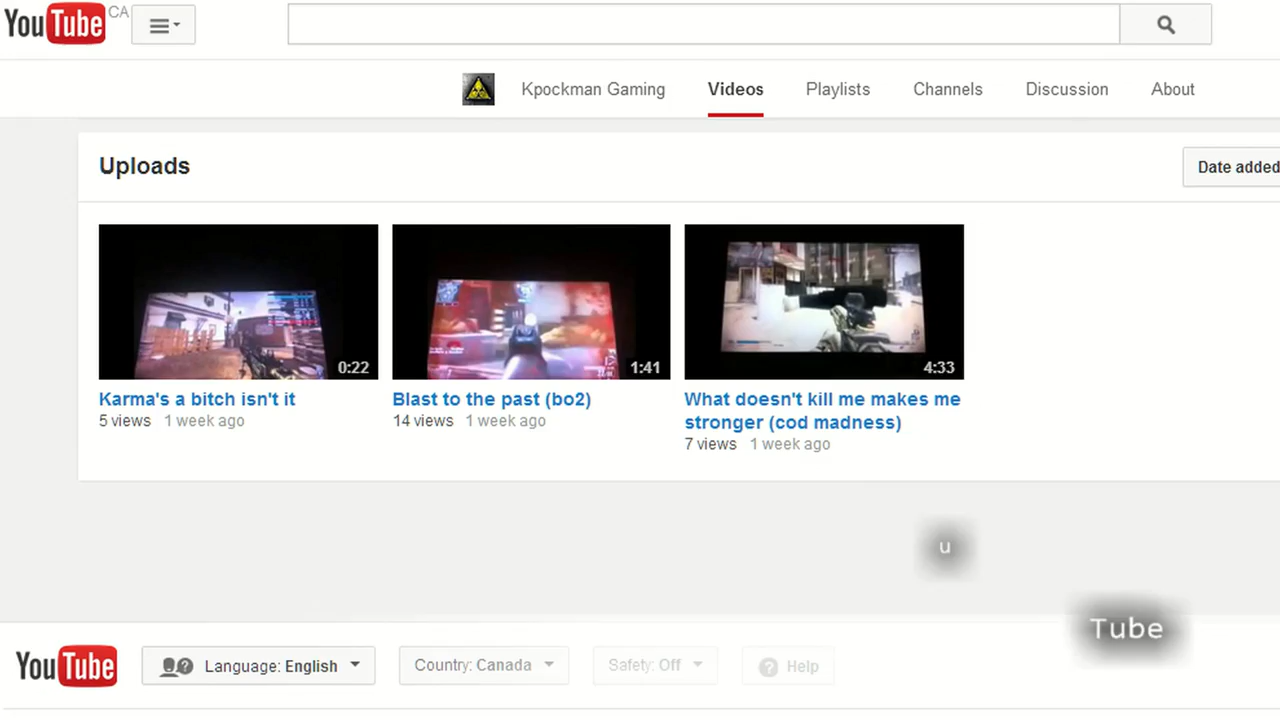 YouTube CA
Kpockman Gaming Videos Playlists Channels Discussion About
Uploads
Date added
0:22 1:41 4:33
Karma's a bitch isn't it
5 views 1 week ago
Blast to the past (bo2)
14 views 1 week ago
What doesn't kill me makes me
stronger (cod madness)
7 views 1 week ago
u
Tube
YouTube Language: English Country: Canada Safety: Off Help